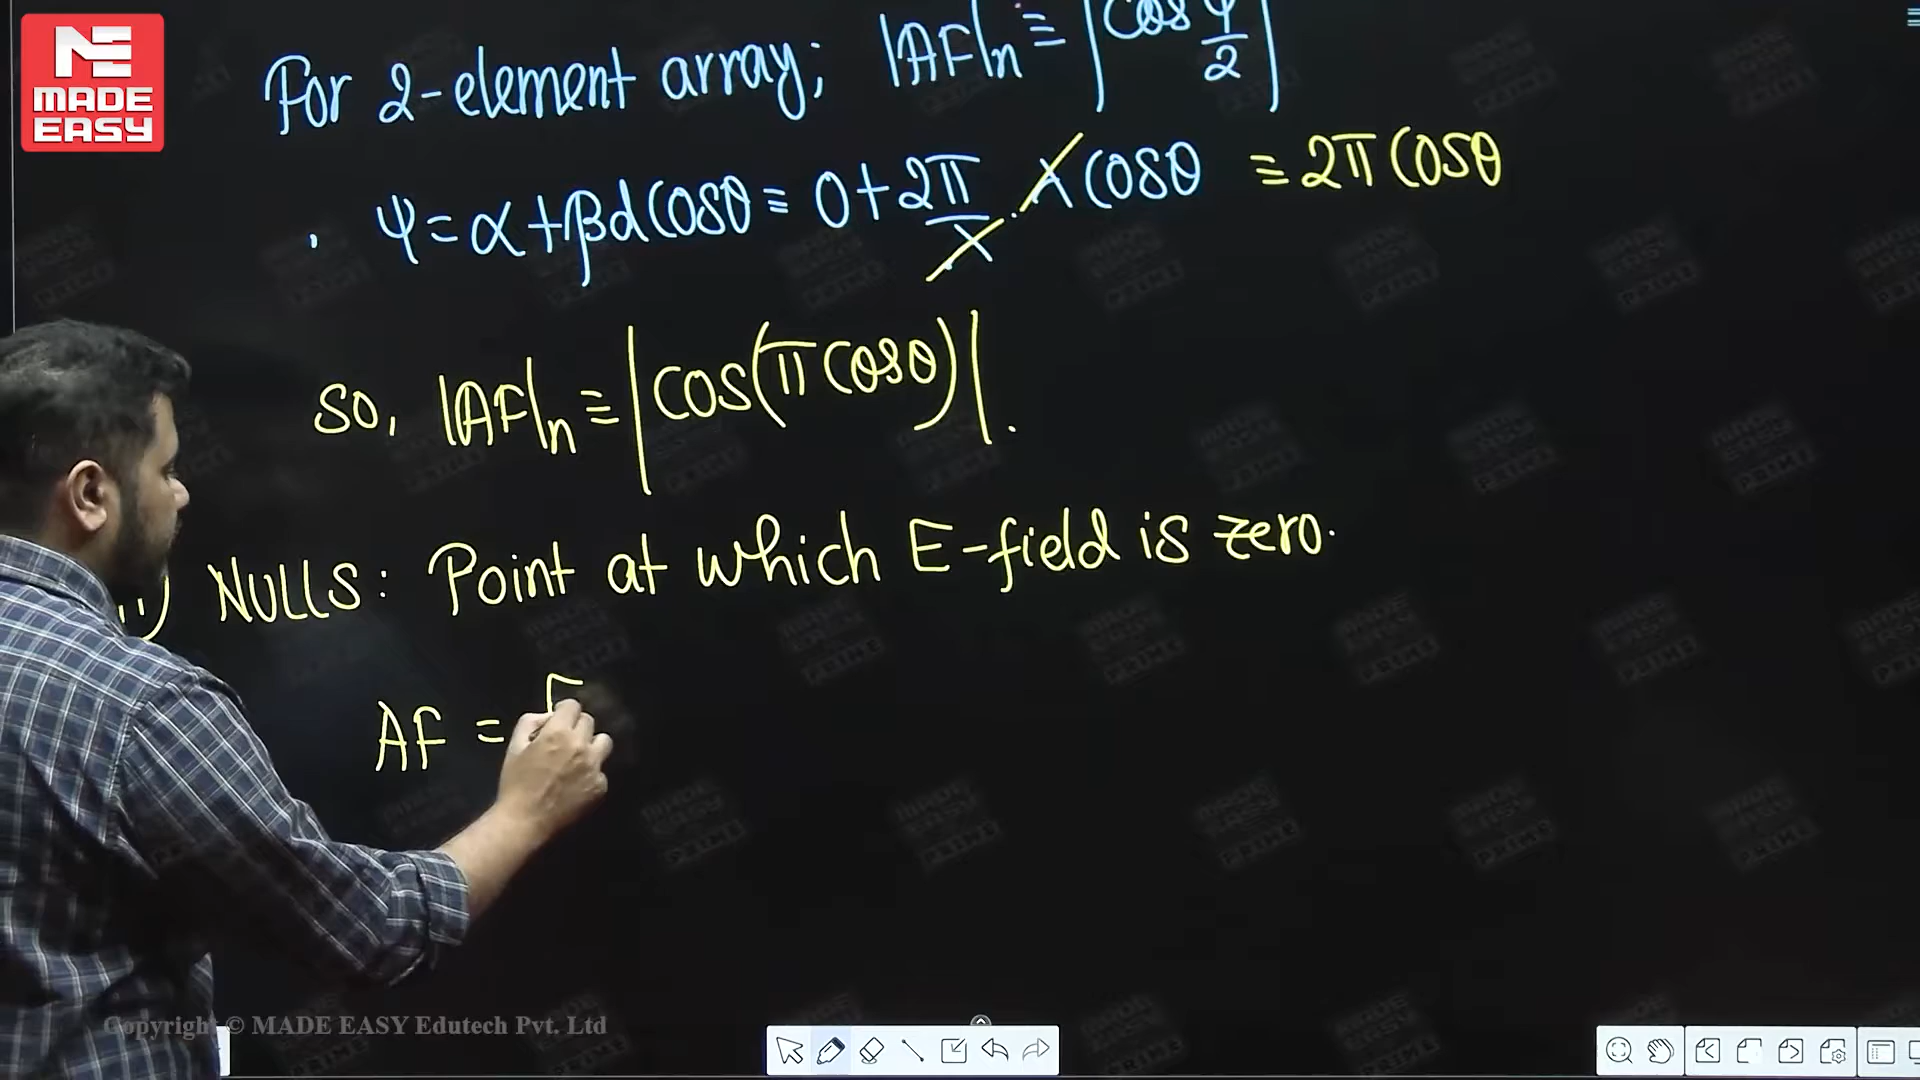 MADE
EASY
For 2-element array; |AF|n ≡ |cos ψ/2|
. ψ = α + βd cosθ ≡ 0 + 2π/λ . λ cosθ ≡ 2π cosθ
so, |AF|n ≡ |cos(π cosθ)|.
NULLS: Point at which E-field is zero.
AF =
Copyright © MADE EASY Edutech Pvt. Ltd